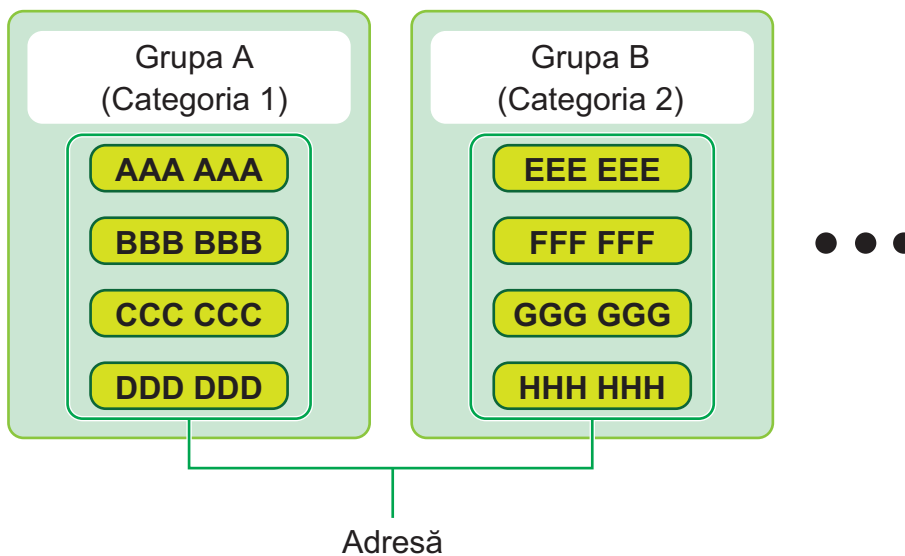 Grupa A
(Categoria 1)
AAA AAA
BBB BBB
CCC CCC
DDD DDD
Grupa B
(Categoria 2)
EEE EEE
FFF FFF
GGG GGG
HHH HHH
Adresă